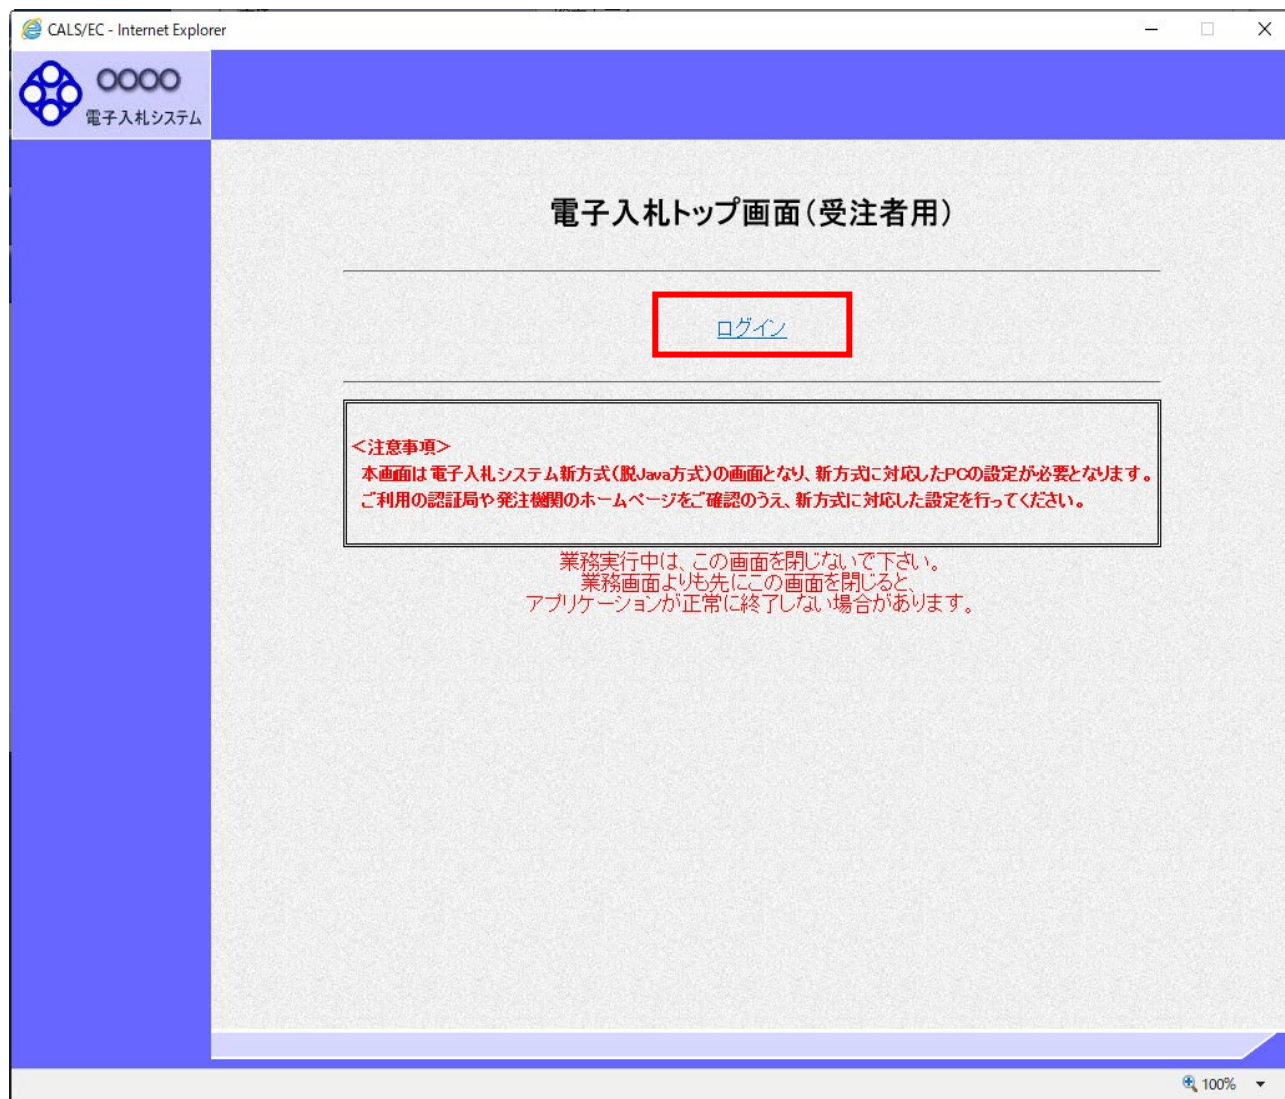 CALS/EC - Internet Explorer
○○○○
電子入札システム
電子入札トップ画面（受注者用）
ログイン
＜注意事項＞
本画面は電子入札システム新方式（脱Java方式）の画面となり、新方式に対応したPCの設定が必要となります。
ご利用の認証局や発注機関のホームページをご確認のうえ、新方式に対応した設定を行ってください。
業務実行中は、この画面を閉じないで下さい。
業務画面よりも先にこの画面を閉じると、
アプリケーションが正常に終了しない場合があります。
100%